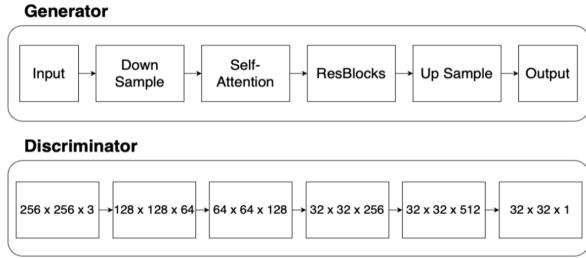 Generator
Input
Down
Sample
Self-
Attention
ResBlocks
Up Sample
Output
Discriminator
256 x 256 x 3
128 x 128 x 64
64 x 64 x 128
32 x 32 x 256
32 x 32 x 512
32 x 32 x 1